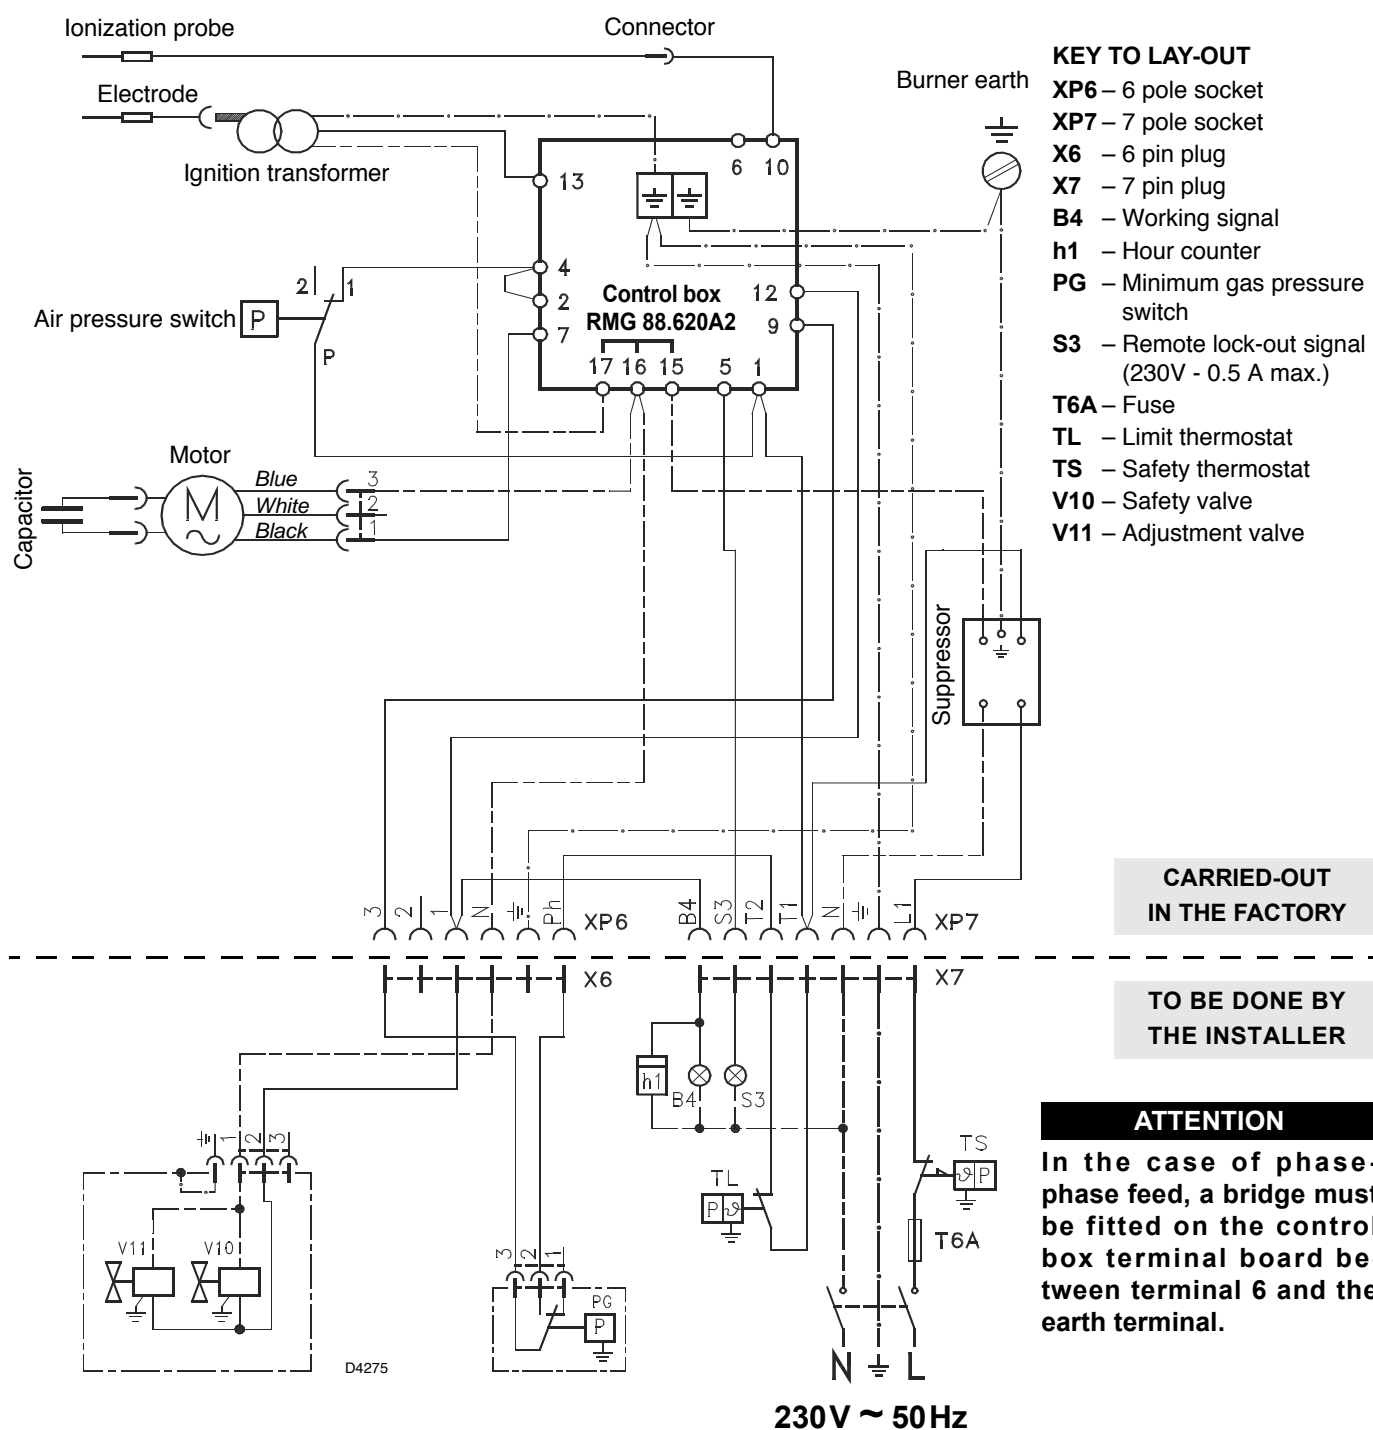 Ionization probe
Connector
Electrode
Ignition transformer
Burner earth
KEY TO LAY-OUT
XP6 – 6 pole socket
XP7 – 7 pole socket
X6 – 6 pin plug
X7 – 7 pin plug
B4 – Working signal
h1 – Hour counter
PG – Minimum gas pressure
switch
S3 – Remote lock-out signal
(230V - 0.5 A max.)
T6A – Fuse
TL – Limit thermostat
TS – Safety thermostat
V10 – Safety valve
V11 – Adjustment valve
6 10
13
4
2
7
12
9
Control box
RMG 88.620A2
17 16 15 5 1
2 1
Air pressure switch P
P
Motor
M
Capacitor
Blue 3
White 2
Black 1
Suppressor
CARRIED-OUT
IN THE FACTORY
3 2 1 N Ph XP6
B4 S3 T2 T1 N L1 XP7
X6
X7
TO BE DONE BY
THE INSTALLER
h1
B4
S3
ATTENTION
In the case of phase-
phase feed, a bridge must
be fitted on the control
box terminal board be-
tween terminal 6 and the
earth terminal.
TS
ϑ P
TL
P ϑ
T6A
1 2 3
V11
V10
3 2 1
PG
P
D4275
N L
230V ~ 50Hz